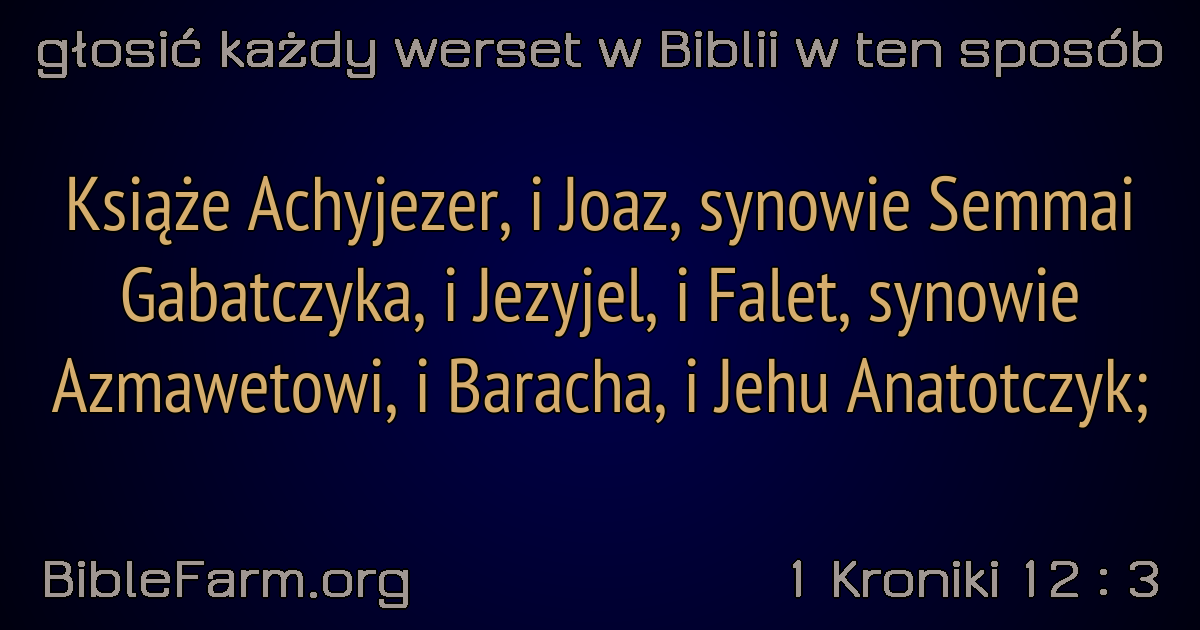 głosić każdy werset w Biblii w ten sposób
Książe Achyjezer, i Joaz, synowie Semmai
Gabatczyka, i Jezyjel, i Falet, synowie
Azmawetowi, i Baracha, i Jehu Anatotczyk;
BibleFarm.org
1 Kroniki 12 : 3